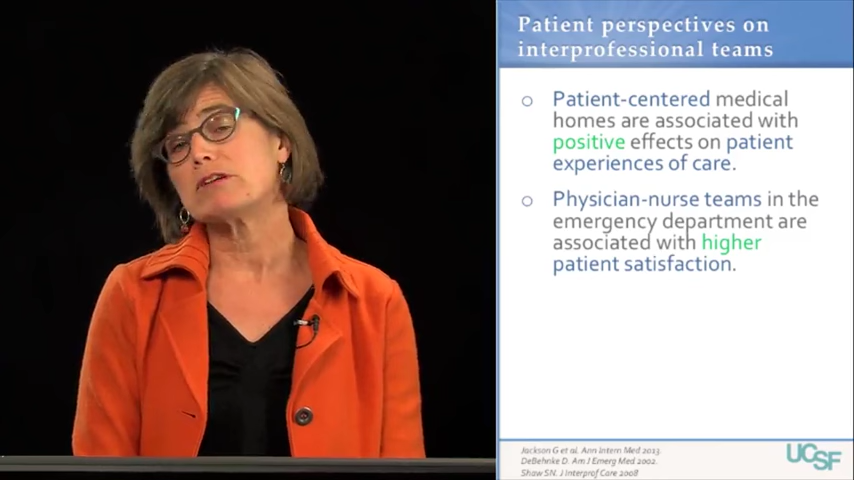 Patient perspectives on
interprofessional teams
Patient-centered medical
homes are associated with
positive effects on patient
experiences of care.
Physician-nurse teams in the
emergency department are
associated with higher
patient satisfaction.
Jackson G et al. Ann Intern Med 2013.
DeBehnke D. Am J Emerg Med 2002.
Shaw SN. J Interprof Care 2008
UCSF